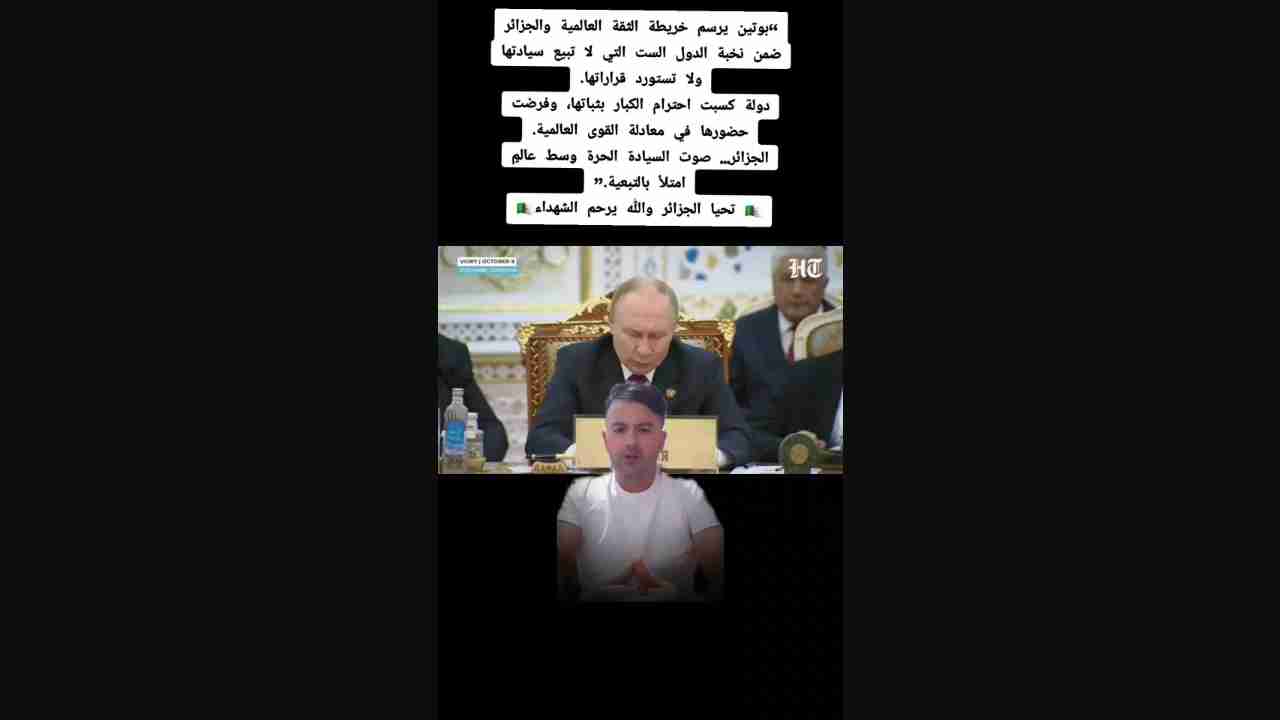 “بوتين يرسم خريطة الثقة العالمية والجزائر
ضمن نخبة الدول الست التي لا تبيع سيادتها
ولا تستورد قراراتها.
دولة كسبت احترام الكبار بثباتها، وفرضت
حضورها في معادلة القوى العالمية.
الجزائر… صوت السيادة الحرة وسط عالمٍ
امتلأ بالتبعية.”
🇩🇿 تحيا الجزائر والله يرحم الشهداء 🇩🇿
HT